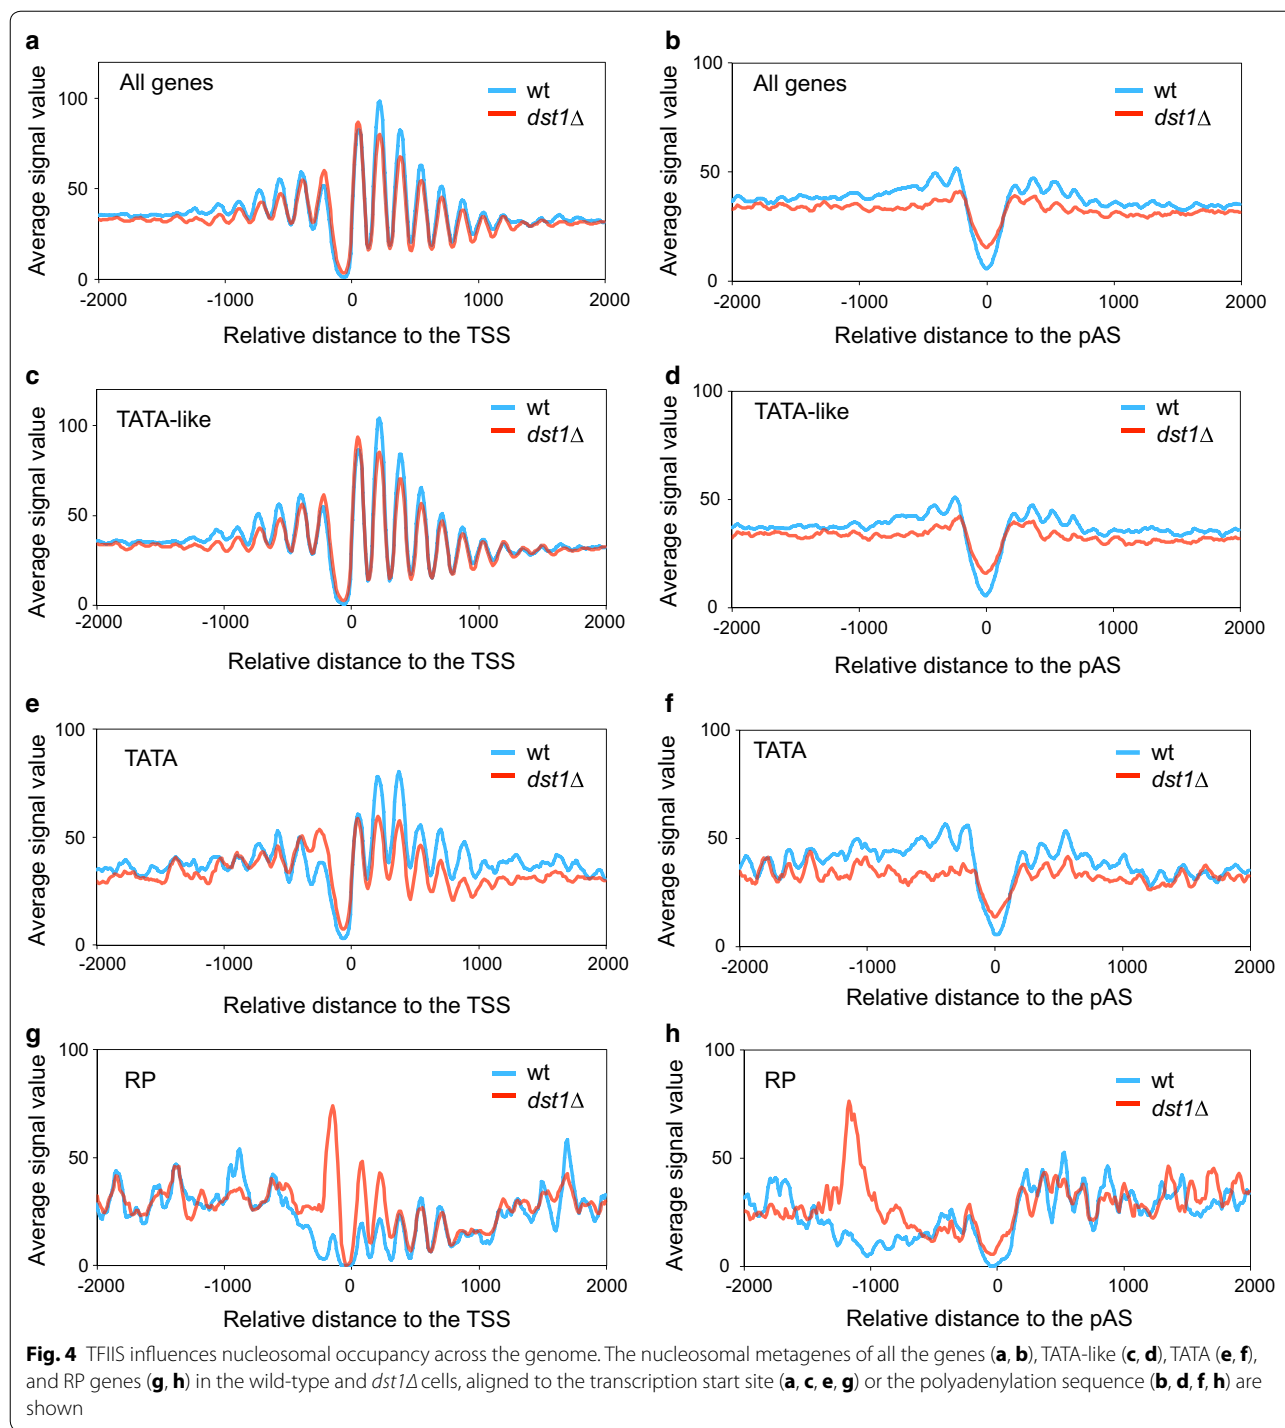 a
All genes
wt
dst1Δ
Average signal value
100
50
0
-2000 -1000 0 1000 2000
Relative distance to the TSS
b
All genes
wt
dst1Δ
Average signal value
100
50
0
-2000 -1000 0 1000 2000
Relative distance to the pAS
c
TATA-like
wt
dst1Δ
Average signal value
100
50
0
-2000 -1000 0 1000 2000
Relative distance to the TSS
d
TATA-like
wt
dst1Δ
Average signal value
100
50
0
-2000 -1000 0 1000 2000
Relative distance to the pAS
e
TATA
wt
dst1Δ
Average signal value
100
50
0
-2000 -1000 0 1000 2000
Relative distance to the TSS
f
TATA
wt
dst1Δ
Average signal value
100
50
0
-2000 -1000 0 1000 2000
Relative distance to the pAS
g
RP
wt
dst1Δ
Average signal value
100
50
0
-2000 -1000 0 1000 2000
Relative distance to the TSS
h
RP
wt
dst1Δ
Average signal value
100
50
0
-2000 -1000 0 1000 2000
Relative distance to the pAS
Fig. 4 TFIIS influences nucleosomal occupancy across the genome. The nucleosomal metagenes of all the genes (a, b), TATA-like (c, d), TATA (e, f),
and RP genes (g, h) in the wild-type and dst1Δ cells, aligned to the transcription start site (a, c, e, g) or the polyadenylation sequence (b, d, f, h) are
shown